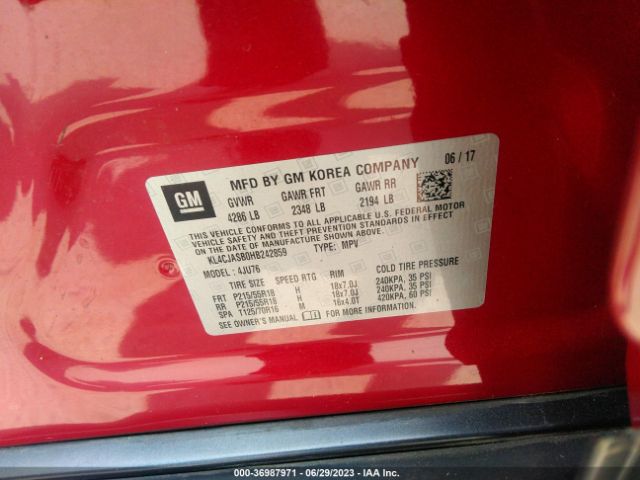 GM
MFD BY GM KOREA COMPANY 06 / 17
GVWR GAWR FRT GAWR RR
4286 LB 2348 LB 2194 LB
THIS VEHICLE CONFORMS TO ALL APPLICABLE U.S. FEDERAL MOTOR
VEHICLE SAFETY AND THEFT PREVENTION STANDARDS IN EFFECT
ON THE DATE OF MANUFACTURE SHOWN ABOVE.
KL4CJASB0HB242859 TYPE: MPV
MODEL: 4JU76
TIRE SIZE SPEED RTG RIM COLD TIRE PRESSURE
FRT P215/55R18 H 18x7.0J 240KPA, 35 PSI
RR P215/55R18 H 18x7.0J 240KPA, 35 PSI
SPA T125/70R16 M 16x4.0T 420KPA, 60 PSI
SEE OWNER'S MANUAL FOR MORE INFORMATION.
000-36987971 - 06/29/2023 - IAA Inc.